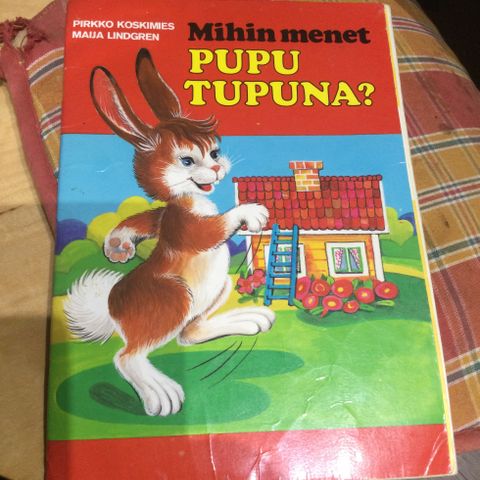 PIRKKO KOSKIMIES
MAIJA LINDGREN
Mihin menet
PUPU
TUPUNA?